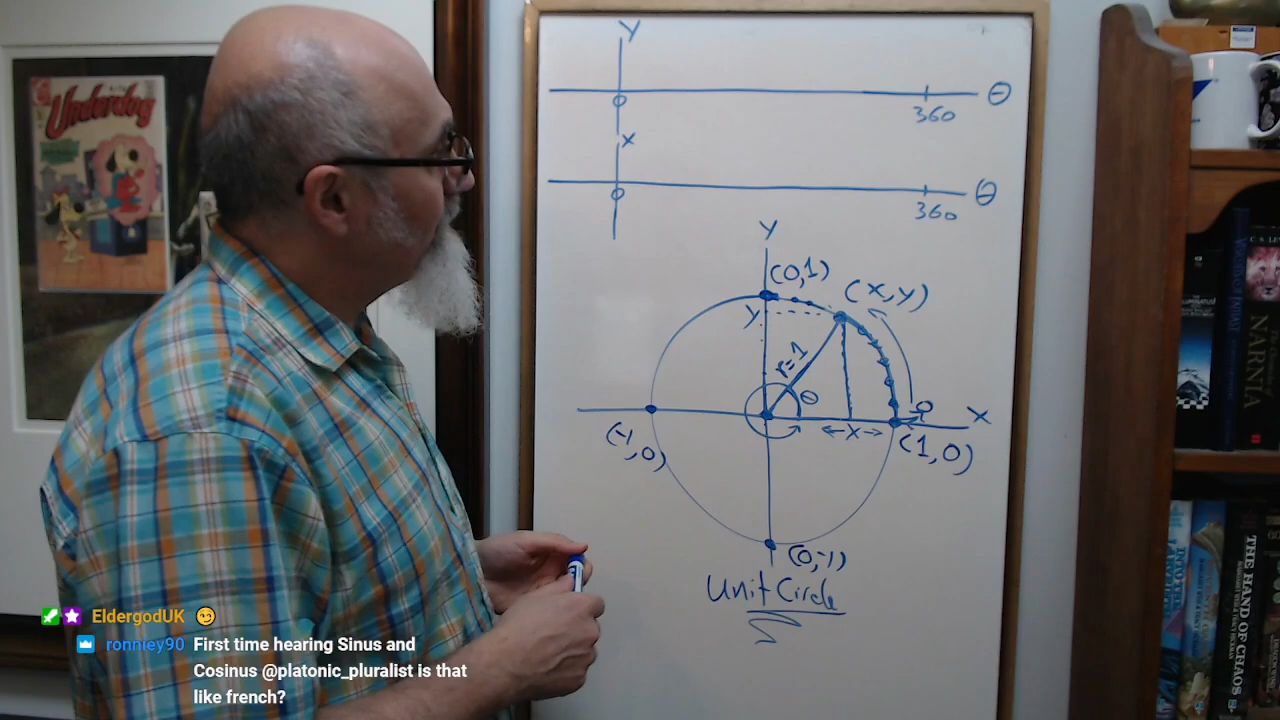 Underdog
Y
0
360
θ
X
0
360
θ
Y
(0,1)
(X,Y)
Y
r=1
θ
0
X
←X→
(-1,0)
(1,0)
(0,-1)
Unit Circle
NARNIA
THE HAND OF CHAOS
EldergodUK 😏
ronniey90 First time hearing Sinus and
Cosinus @platonic_pluralist is that
like french?